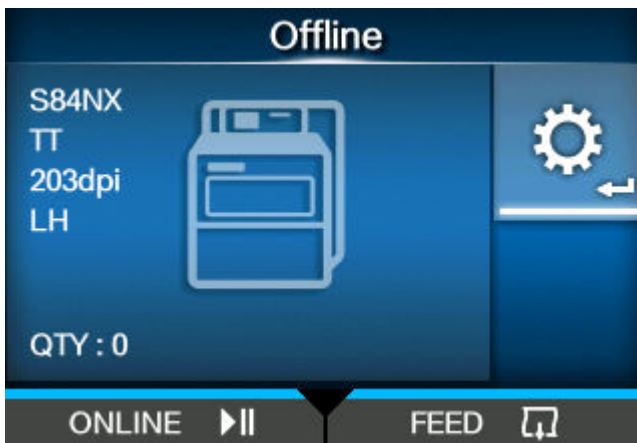 Offline
S84NX
TT
203dpi
LH
QTY : 0
ONLINE
FEED